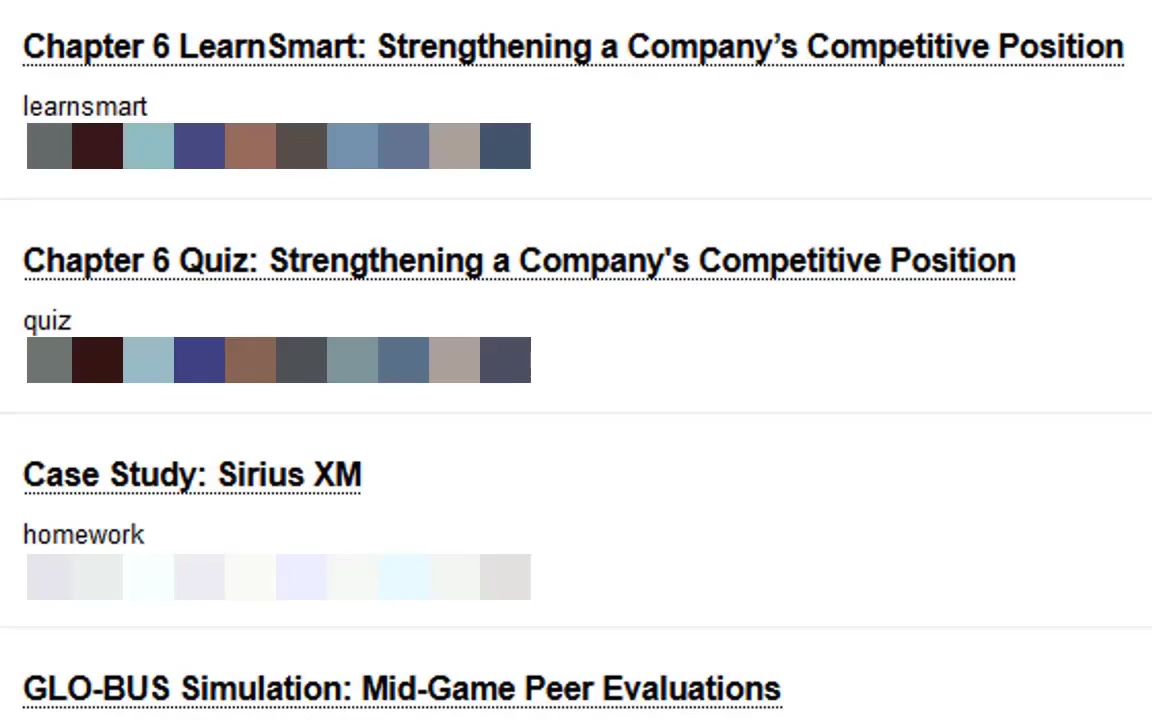 Chapter 6 LearnSmart: Strengthening a Company’s Competitive Position
learnsmart
Chapter 6 Quiz: Strengthening a Company's Competitive Position
quiz
Case Study: Sirius XM
homework
GLO-BUS Simulation: Mid-Game Peer Evaluations